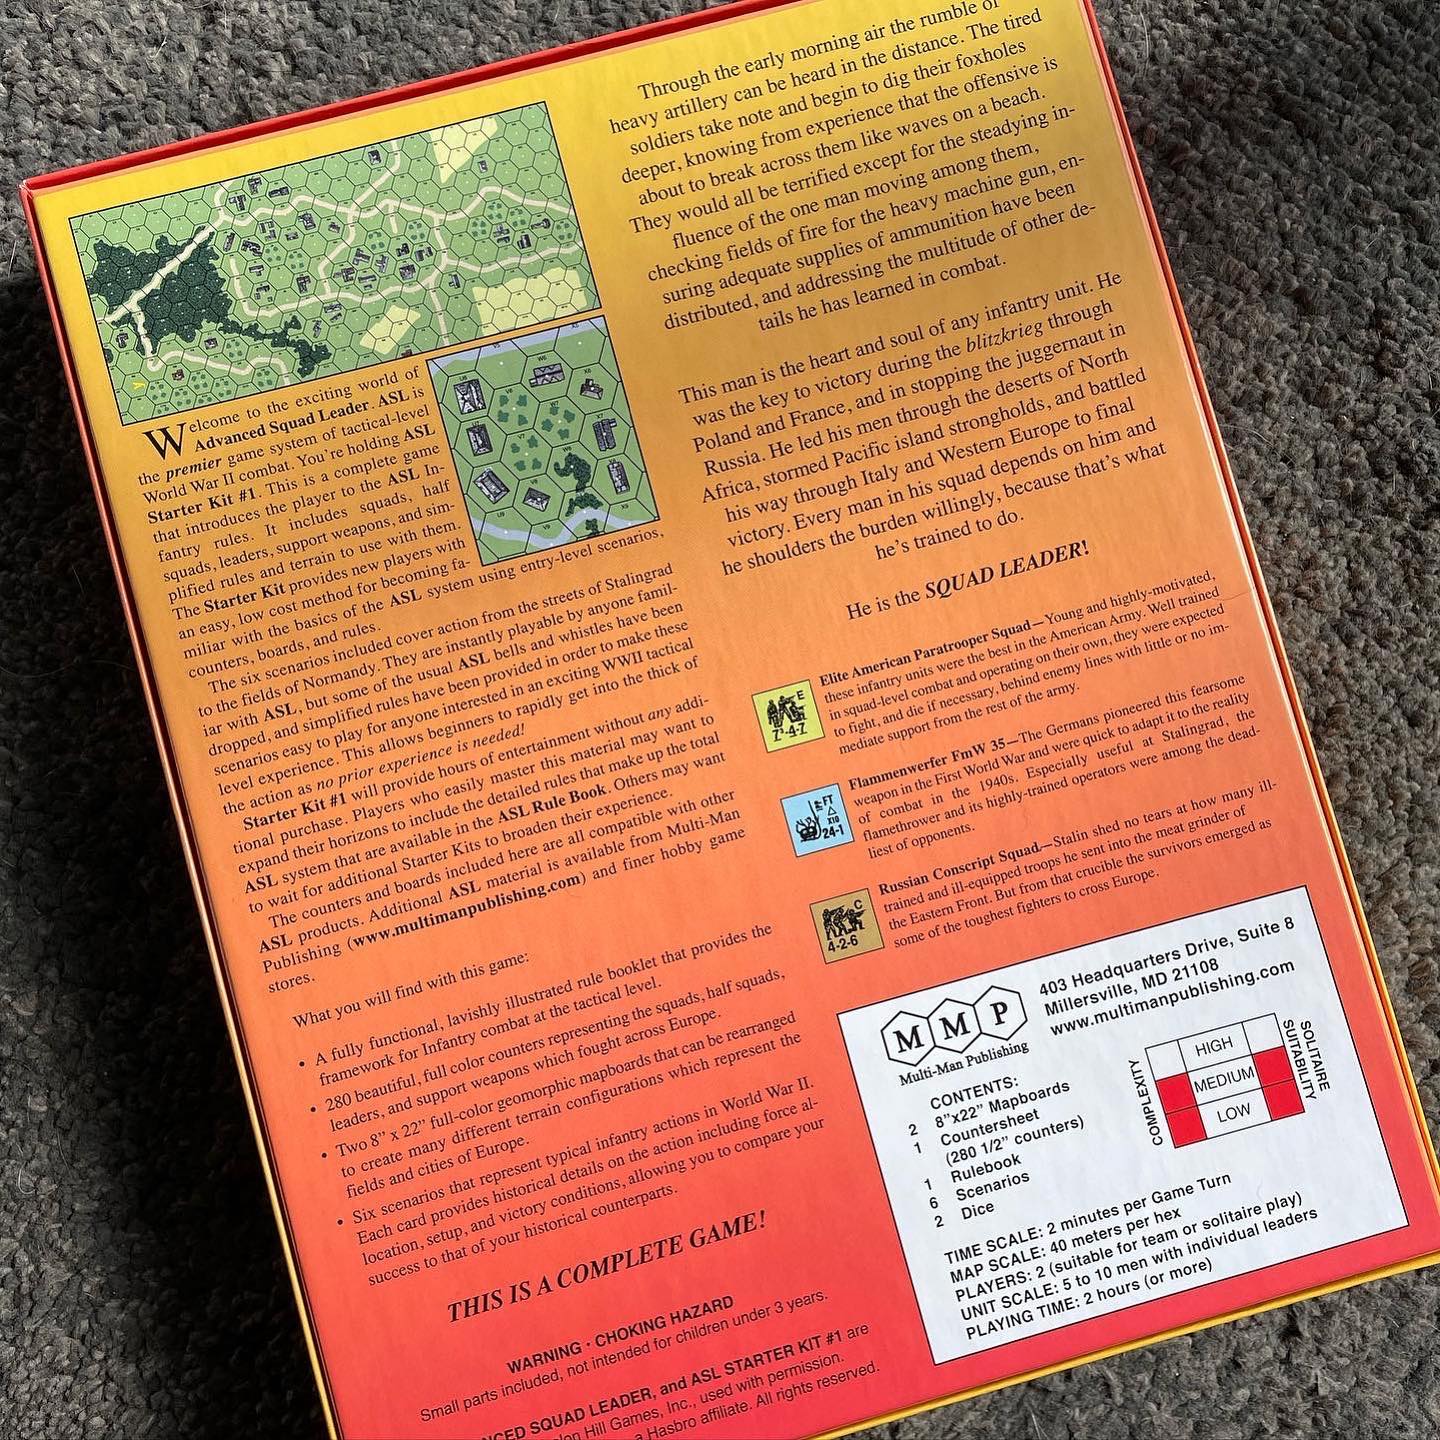 Through the early morning air the rumble of
heavy artillery can be heard in the distance. The tired
soldiers take note and begin to dig their foxholes
deeper, knowing from experience that the offensive is
about to break across them like waves on a beach.
They would all be terrified except for the steadying in-
fluence of the one man moving among them,
checking fields of fire for the heavy machine gun, en-
suring adequate supplies of ammunition have been
distributed, and addressing the multitude of other de-
tails he has learned in combat.
This man is the heart and soul of any infantry unit. He
was the key to victory during the blitzkrieg through
Poland and France, and in stopping the juggernaut in
Russia. He led his men through the deserts of North
Africa, stormed Pacific island strongholds, and battled
his way through Italy and Western Europe to final
victory. Every man in his squad depends on him and
he shoulders the burden willingly, because that's what
he's trained to do.
He is the SQUAD LEADER!
Welcome to the exciting world of
Advanced Squad Leader. ASL is
the premier game system of tactical-level
World War II combat. You're holding ASL
Starter Kit #1. This is a complete game
that introduces the player to the ASL In-
fantry rules. It includes squads, half
squads, leaders, support weapons, and sim-
plified rules and terrain to use with them.
The Starter Kit provides new players with
an easy, low cost method for becoming fa-
miliar with the basics of the ASL system using entry-level scenarios,
counters, boards, and rules.
The six scenarios included cover action from the streets of Stalingrad
to the fields of Normandy. They are instantly playable by anyone famil-
iar with ASL, but some of the usual ASL bells and whistles have been
dropped, and simplified rules have been provided in order to make these
scenarios easy to play for anyone interested in an exciting WWII tactical
level experience. This allows beginners to rapidly get into the thick of
the action as no prior experience is needed!
Starter Kit #1 will provide hours of entertainment without any addi-
tional purchase. Players who easily master this material may want to
expand their horizons to include the detailed rules that make up the total
ASL system that are available in the ASL Rule Book. Others may want
to wait for additional Starter Kits to broaden their experience.
The counters and boards included here are all compatible with other
ASL products. Additional ASL material is available from Multi-Man
Publishing (www.multimanpublishing.com) and finer hobby game
stores.
What you will find with this game:
• A fully functional, lavishly illustrated rule booklet that provides the
framework for Infantry combat at the tactical level.
• 280 beautiful, full color counters representing the squads, half squads,
leaders, and support weapons which fought across Europe.
• Two 8" x 22" full-color geomorphic mapboards that can be rearranged
to create many different terrain configurations which represent the
fields and cities of Europe.
• Six scenarios that represent typical infantry actions in World War II.
Each card provides historical details on the action including force al-
location, setup, and victory conditions, allowing you to compare your
success to that of your historical counterparts.
THIS IS A COMPLETE GAME!
WARNING · CHOKING HAZARD
Small parts included, not intended for children under 3 years.
NCED SQUAD LEADER, and ASL STARTER KIT #1 are
lon Hill Games, Inc., used with permission.
a Hasbro affiliate. All rights reserved.
E
7-4-7
Elite American Paratrooper Squad—Young and highly-motivated,
these infantry units were the best in the American Army. Well trained
in squad-level combat and operating on their own, they were expected
to fight, and die if necessary, behind enemy lines with little or no im-
mediate support from the rest of the army.
FT
X10
24-1
Flammenwerfer FmW 35—The Germans pioneered this fearsome
weapon in the First World War and were quick to adapt it to the reality
of combat in the 1940s. Especially useful at Stalingrad, the
flamethrower and its highly-trained operators were among the dead-
liest of opponents.
C
4-2-6
Russian Conscript Squad—Stalin shed no tears at how many ill-
trained and ill-equipped troops he sent into the meat grinder of
the Eastern Front. But from that crucible the survivors emerged as
some of the toughest fighters to cross Europe.
MMP
Multi-Man Publishing
403 Headquarters Drive, Suite 8
Millersville, MD 21108
www.multimanpublishing.com
CONTENTS:
2 8"x22" Mapboards
1 Countersheet
(280 1/2" counters)
1 Rulebook
6 Scenarios
2 Dice
COMPLEXITY
HIGH
MEDIUM
LOW
SOLITAIRE
SUITABILITY
TIME SCALE: 2 minutes per Game Turn
MAP SCALE: 40 meters per hex
PLAYERS: 2 (suitable for team or solitaire play)
UNIT SCALE: 5 to 10 men with individual leaders
PLAYING TIME: 2 hours (or more)